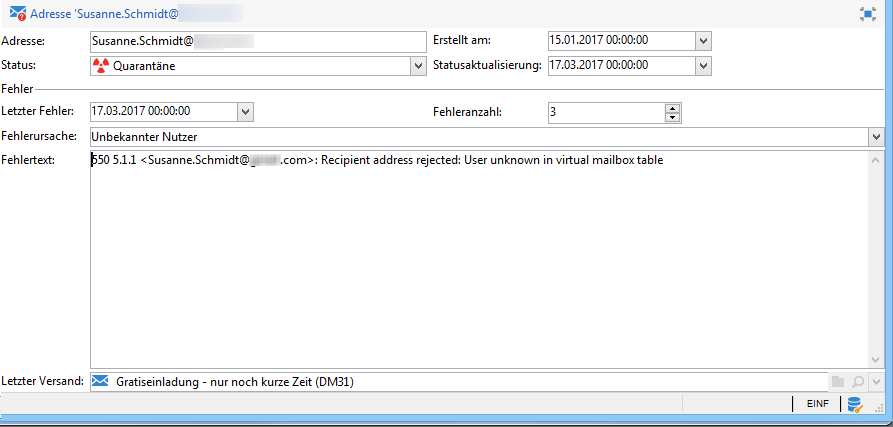 Adresse 'Susanne.Schmidt@
Adresse: Susanne.Schmidt@ Erstellt am: 15.01.2017 00:00:00
Status: Quarantäne Statusaktualisierung: 17.03.2017 00:00:00
Fehler
Letzter Fehler: 17.03.2017 00:00:00 Fehleranzahl: 3
Fehlerursache: Unbekannter Nutzer
Fehlertext: 550 5.1.1 <Susanne.Schmidt@ .com>: Recipient address rejected: User unknown in virtual mailbox table
Letzter Versand: Gratiseinladung - nur noch kurze Zeit (DM31)
EINF